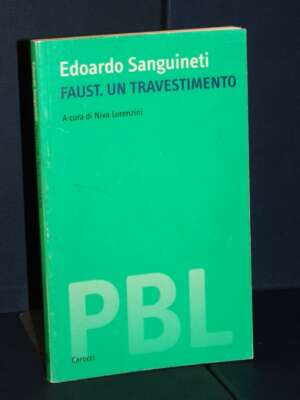 Edoardo Sanguineti
FAUST. UN TRAVESTIMENTO
A cura di Niva Lorenzini
PBL
Carocci